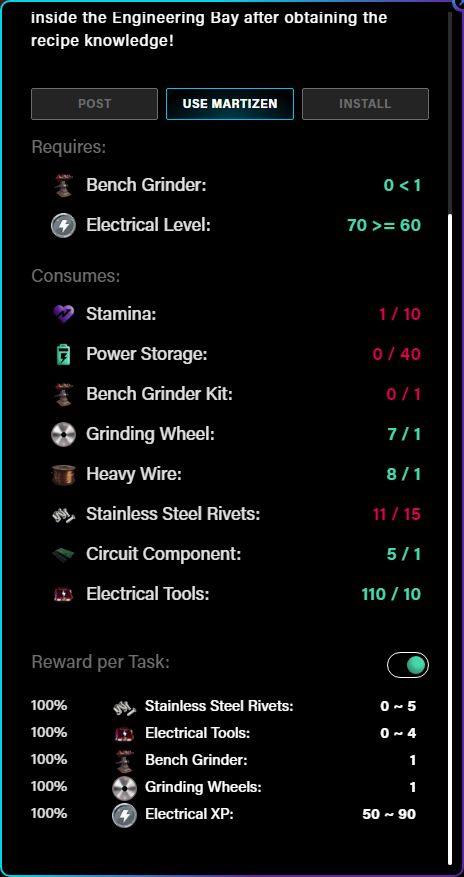 inside the Engineering Bay after obtaining the
recipe knowledge!
POST USE MARTIZEN INSTALL
Requires:
Bench Grinder: 0 < 1
Electrical Level: 70 >= 60
Consumes:
Stamina: 1 / 10
Power Storage: 0 / 40
Bench Grinder Kit: 0 / 1
Grinding Wheel: 7 / 1
Heavy Wire: 8 / 1
Stainless Steel Rivets: 11 / 15
Circuit Component: 5 / 1
Electrical Tools: 110 / 10
Reward per Task:
100% Stainless Steel Rivets: 0 ~ 5
100% Electrical Tools: 0 ~ 4
100% Bench Grinder: 1
100% Grinding Wheels: 1
100% Electrical XP: 50 ~ 90